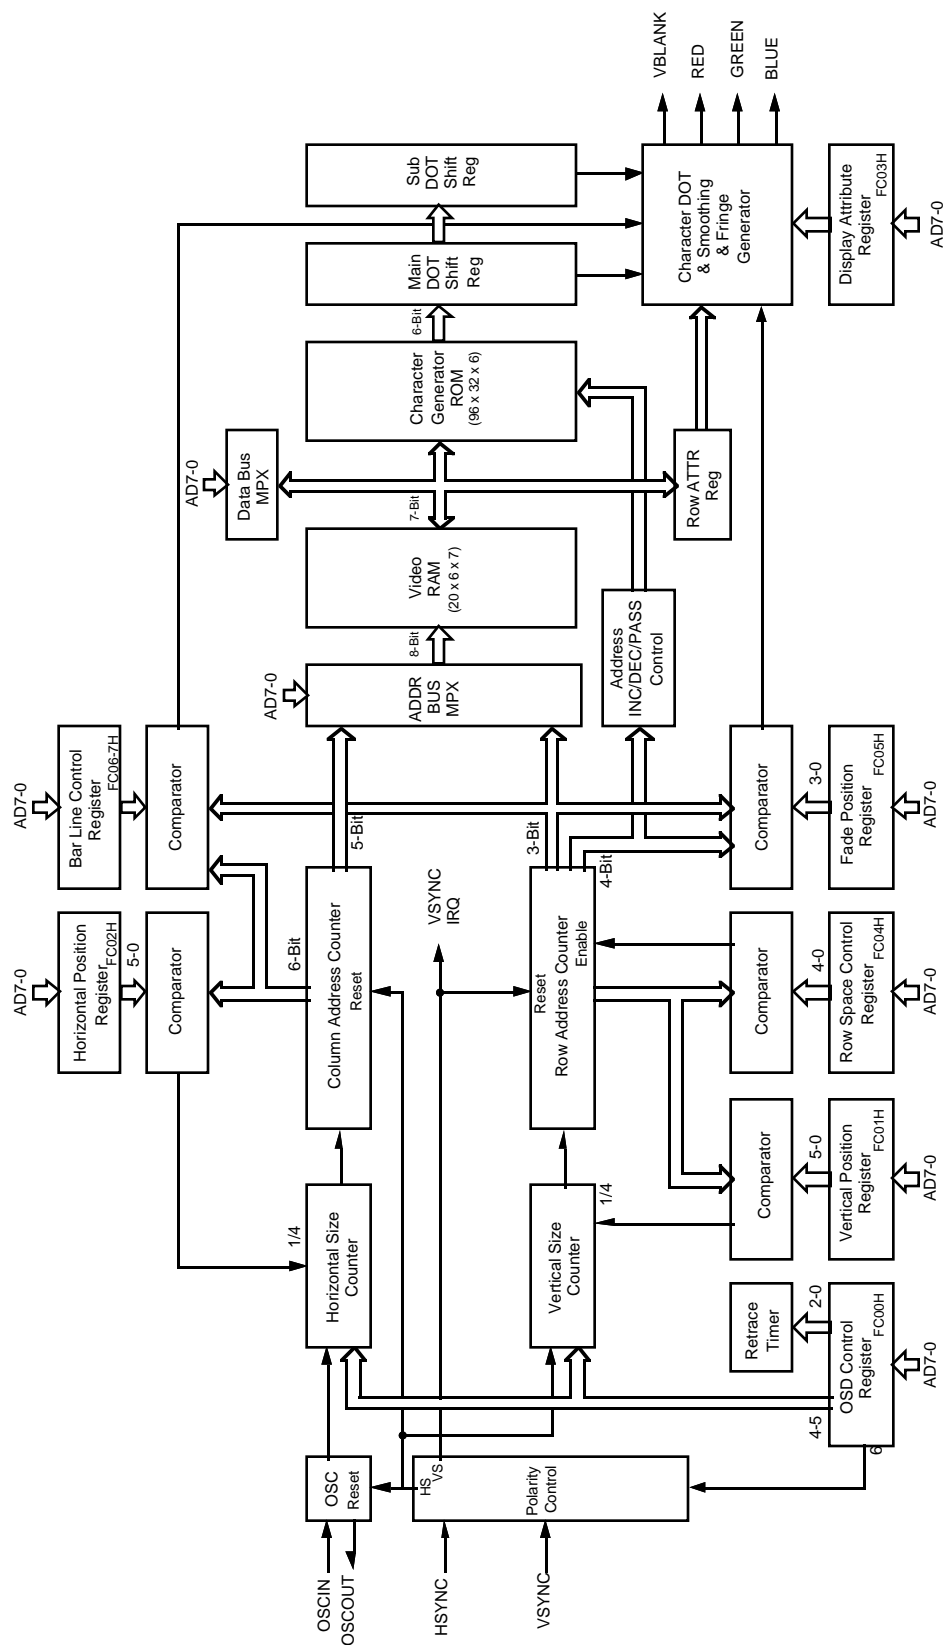 OSCIN
OSCOUT
HSYNC
VSYNC
OSC
Reset
HS
VS
Polarity
Control
AD7-0
Horizontal Position
Register
FC02H
5-0
Comparator
AD7-0
Bar Line Control
Register
FC06-7H
Comparator
1/4
Horizontal Size
Counter
6-Bit
Column Address Counter
Reset
5-Bit
VSYNC
IRQ
Vertical Size
Counter
1/4
Reset
Row Address Counter
Enable
3-Bit
4-Bit
AD7-0
ADDR
BUS
MPX
8-Bit
Video
RAM
(20 x 6 x 7)
7-Bit
AD7-0
Data Bus
MPX
Character
Generator
ROM
(96 x 32 x 6)
6-Bit
Main
DOT
Shift
Reg
Sub
DOT
Shift
Reg
Address
INC/DEC/PASS
Control
Row ATTR
Reg
Character DOT
& Smoothing
& Fringe
Generator
VBLANK
RED
GREEN
BLUE
Display Attribute
Register
FC03H
AD7-0
Retrace
Timer
2-0
4-5
OSD Control
Register
FC00H
6
AD7-0
Comparator
5-0
Vertical Position
Register
FC01H
AD7-0
Comparator
4-0
Row Space Control
Register
FC04H
AD7-0
Comparator
3-0
Fade Position
Register
FC05H
AD7-0